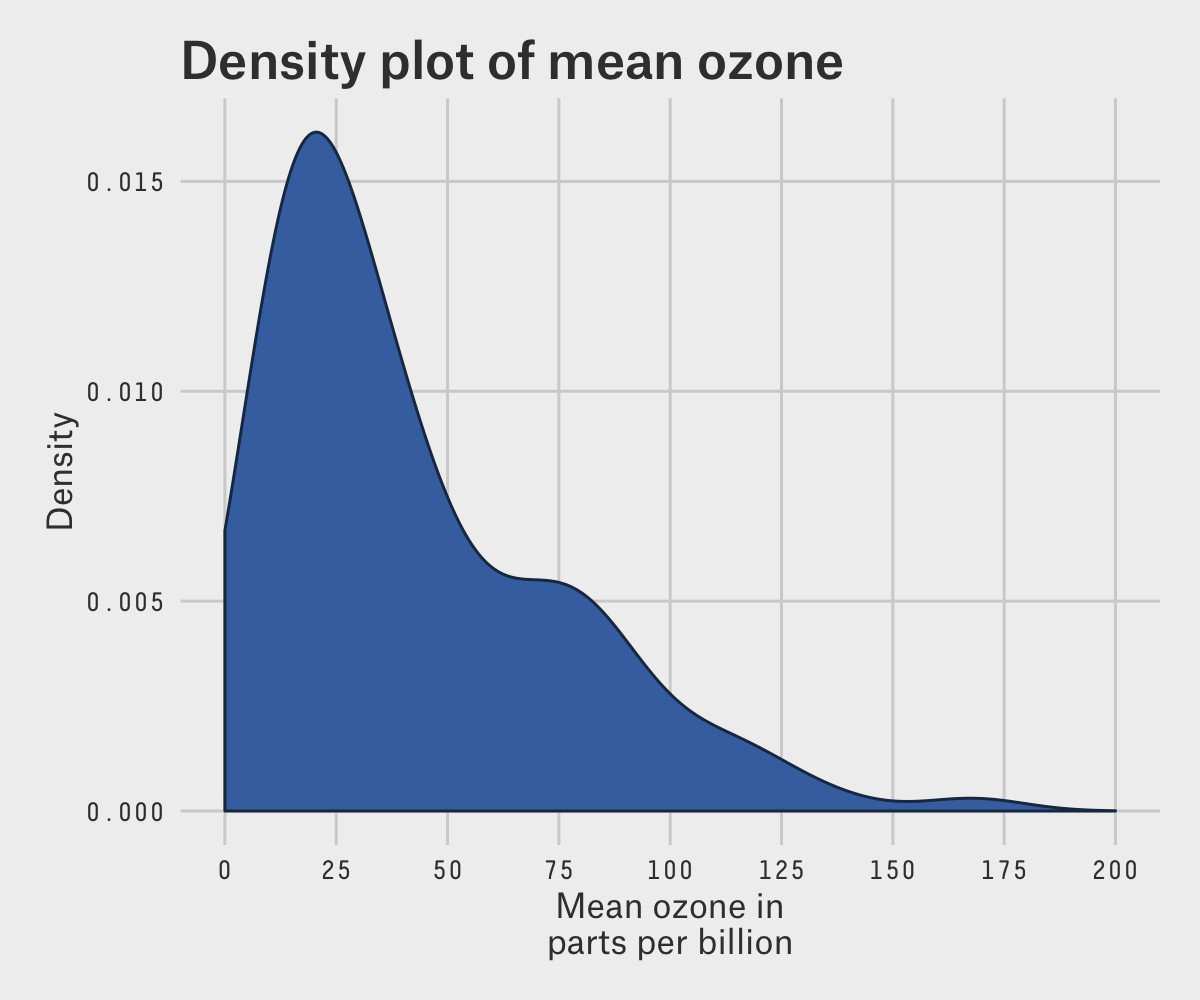 Density plot of mean ozone
0.015
0.010
0.005
0.000
Density
0 25 50 75 100 125 150 175 200
Mean ozone in
parts per billion